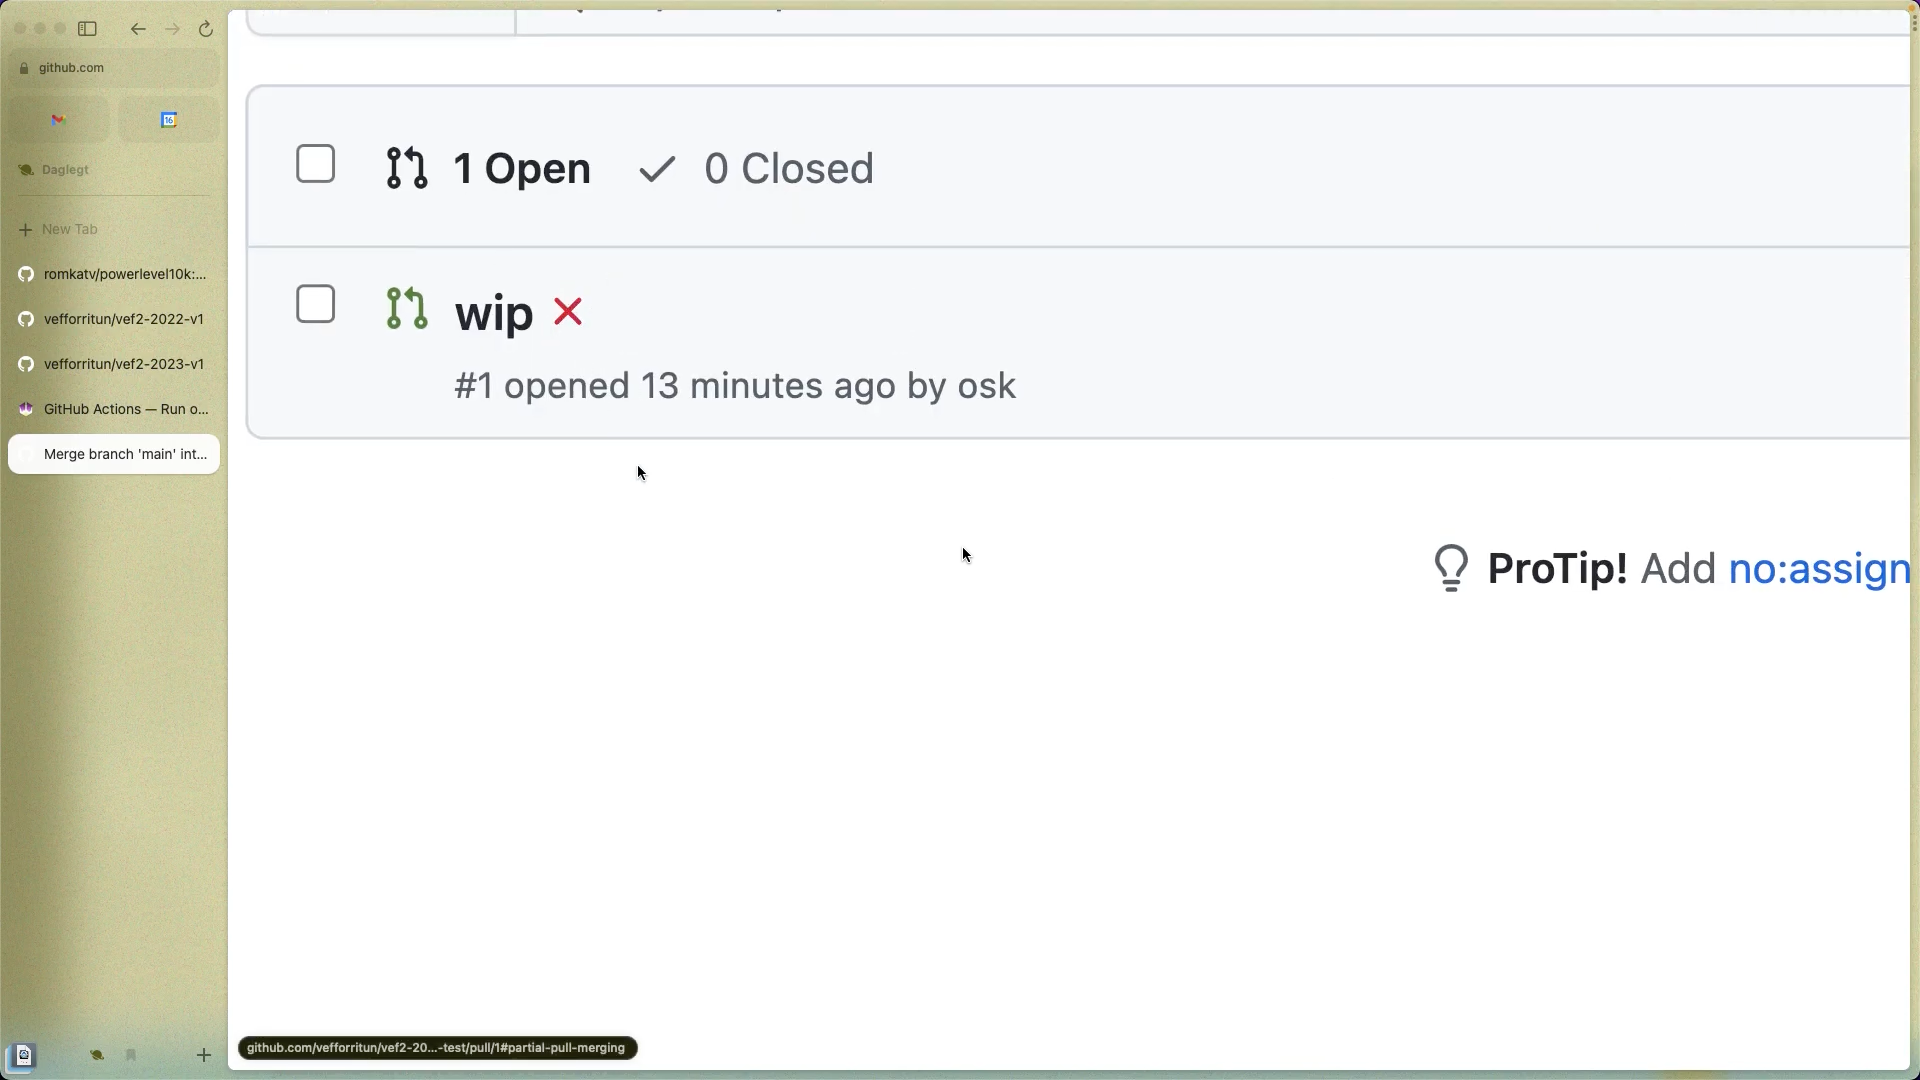 github.com
16
Daglegt
New Tab
romkatv/powerlevel10k:...
vefforritun/vef2-2022-v1
vefforritun/vef2-2023-v1
GitHub Actions — Run o...
Merge branch 'main' int...
1 Open 0 Closed
wip
#1 opened 13 minutes ago by osk
ProTip! Add no:assign
github.com/vefforritun/vef2-20...-test/pull/1#partial-pull-merging